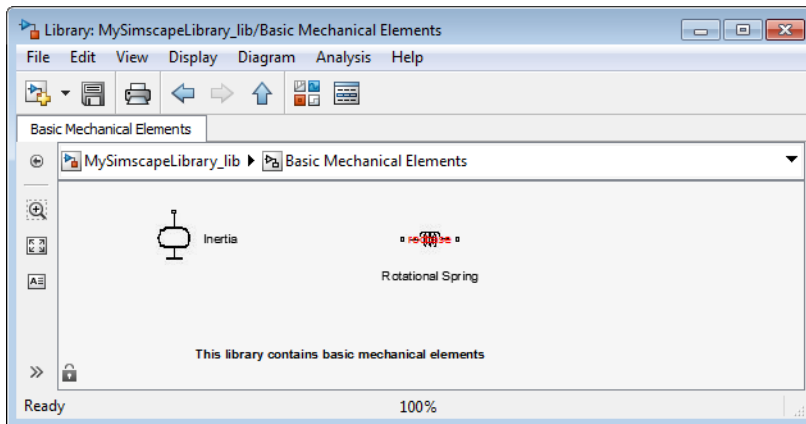 Library: MySimscapeLibrary_lib/Basic Mechanical Elements
File Edit View Display Diagram Analysis Help
Basic Mechanical Elements
MySimscapeLibrary_lib Basic Mechanical Elements
Inertia
Rotational Spring
This library contains basic mechanical elements
Ready 100%